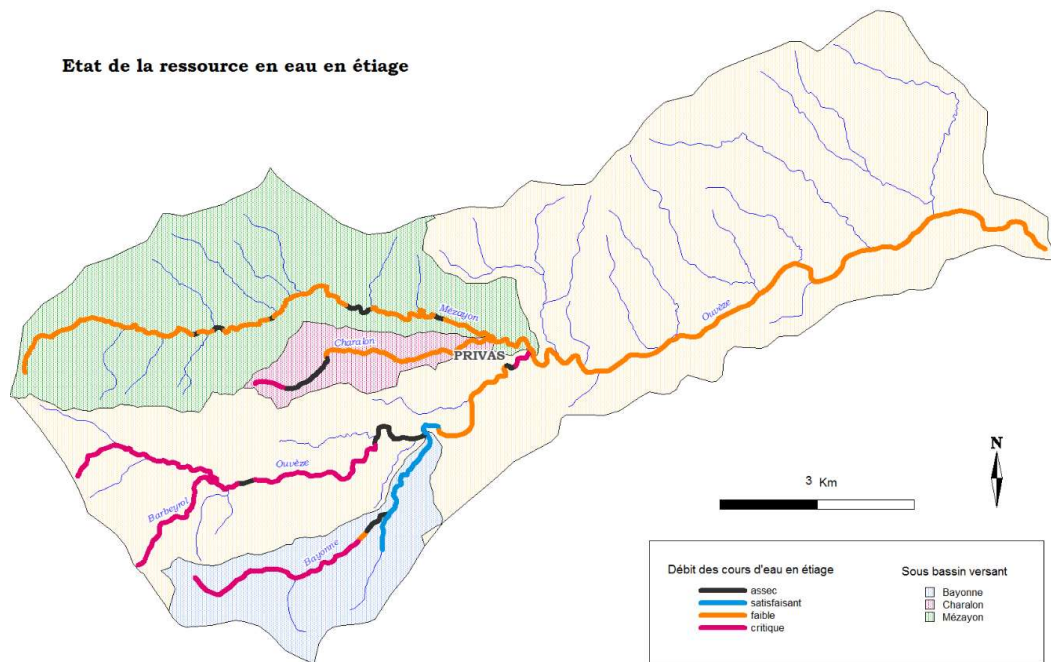 Etat de la ressource en eau en étiage
Mézayon
Ouvèze
Charalon
PRIVAS
Ouvèze
Barbeyrol
Bayonne
N
3 Km
Débit des cours d'eau en étiage
assec
satisfaisant
faible
critique
Sous bassin versant
Bayonne
Charalon
Mézayon